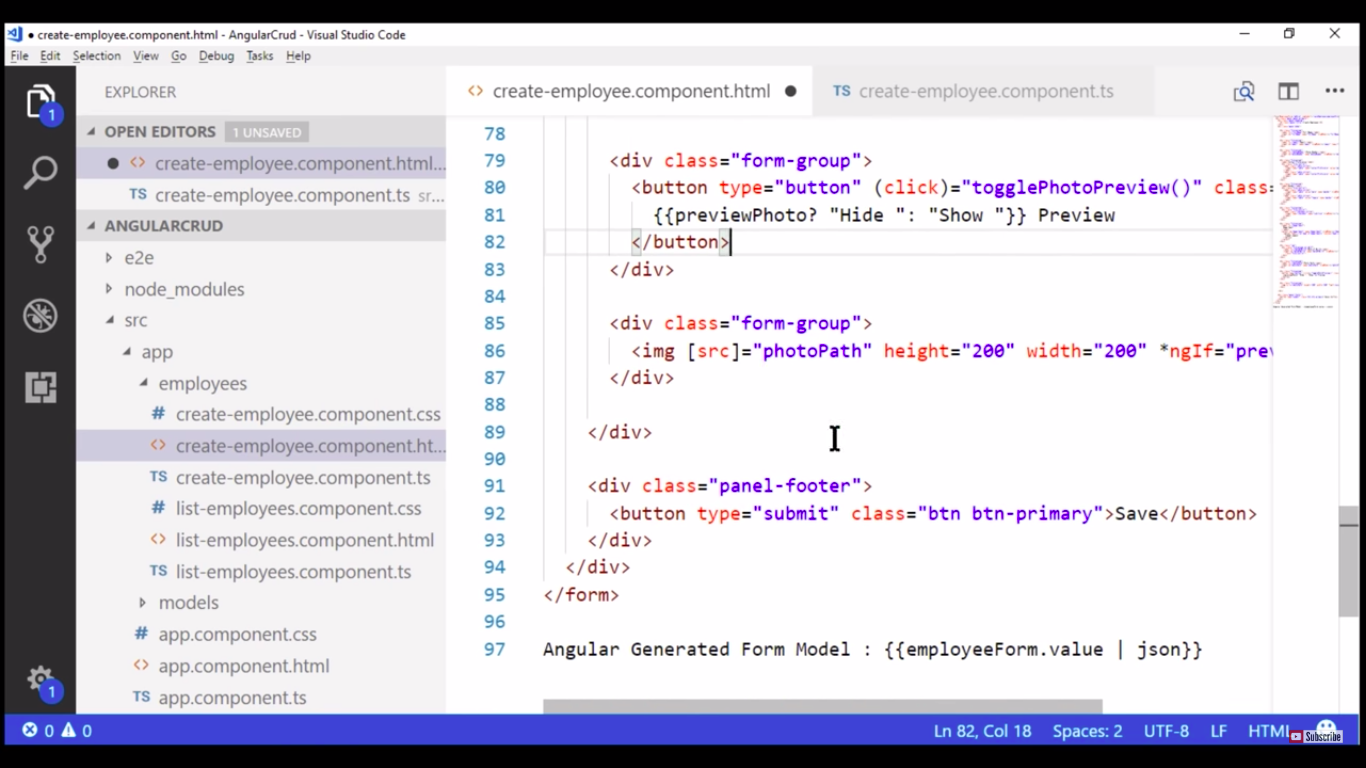 create-employee.component.html - AngularCrud - Visual Studio Code
File Edit Selection View Go Debug Tasks Help
EXPLORER
1
OPEN EDITORS 1 UNSAVED
create-employee.component.html...
TS create-employee.component.ts sr...
ANGULARCRUD
e2e
node_modules
src
app
employees
# create-employee.component.css
<> create-employee.component.ht...
TS create-employee.component.ts
# list-employees.component.css
<> list-employees.component.html
TS list-employees.component.ts
models
# app.component.css
<> app.component.html
TS app.component.ts
1
<> create-employee.component.html ● TS create-employee.component.ts
78
79 <div class="form-group">
80 <button type="button" (click)="togglePhotoPreview()" class=
81 {{previewPhoto? "Hide ": "Show "}} Preview
82 </button>
83 </div>
84
85 <div class="form-group">
86 <img [src]="photoPath" height="200" width="200" *ngIf="prev
87 </div>
88
89 </div>
90
91 <div class="panel-footer">
92 <button type="submit" class="btn btn-primary">Save</button>
93 </div>
94 </div>
95 </form>
96
97 Angular Generated Form Model : {{employeeForm.value | json}}
0 0 Ln 82, Col 18 Spaces: 2 UTF-8 LF HTML
Subscribe